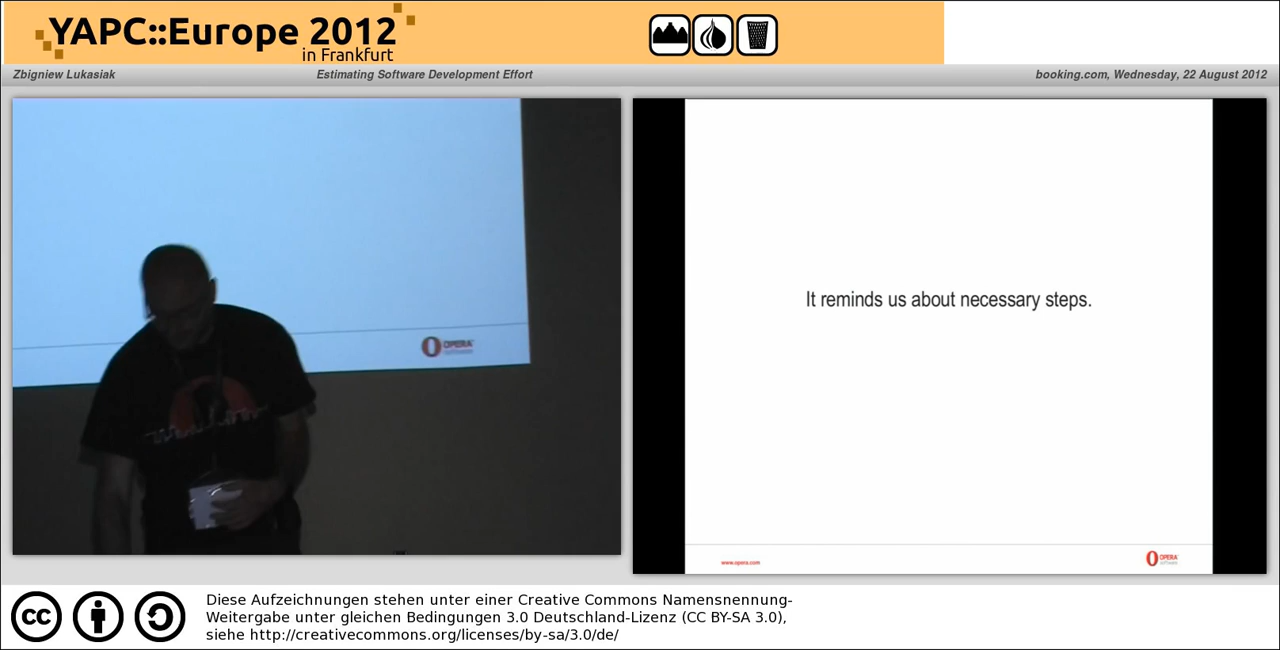 YAPC::Europe 2012
in Frankfurt
Zbigniew Lukasiak
Estimating Software Development Effort
booking.com, Wednesday, 22 August 2012
OPERA
It reminds us about necessary steps.
www.opera.com
OPERA
software
cc
Diese Aufzeichnungen stehen unter einer Creative Commons Namensnennung-
Weitergabe unter gleichen Bedingungen 3.0 Deutschland-Lizenz (CC BY-SA 3.0),
siehe http://creativecommons.org/licenses/by-sa/3.0/de/